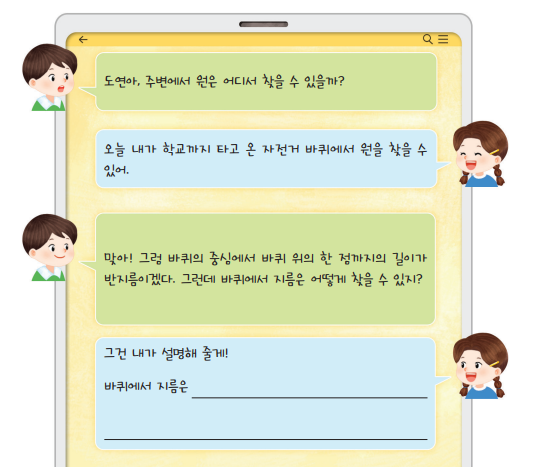 도연아, 주변에서 원은 어디서 찾을 수 있을까?
오늘 내가 학교까지 타고 온 자전거 바퀴에서 원을 찾을 수
있어.
맞아! 그럼 바퀴의 중심에서 바퀴 위의 한 점까지의 길이가
반지름이겠다. 그런데 바퀴에서 지름은 어떻게 찾을 수 있지?
그건 내가 설명해 줄게!
바퀴에서 지름은